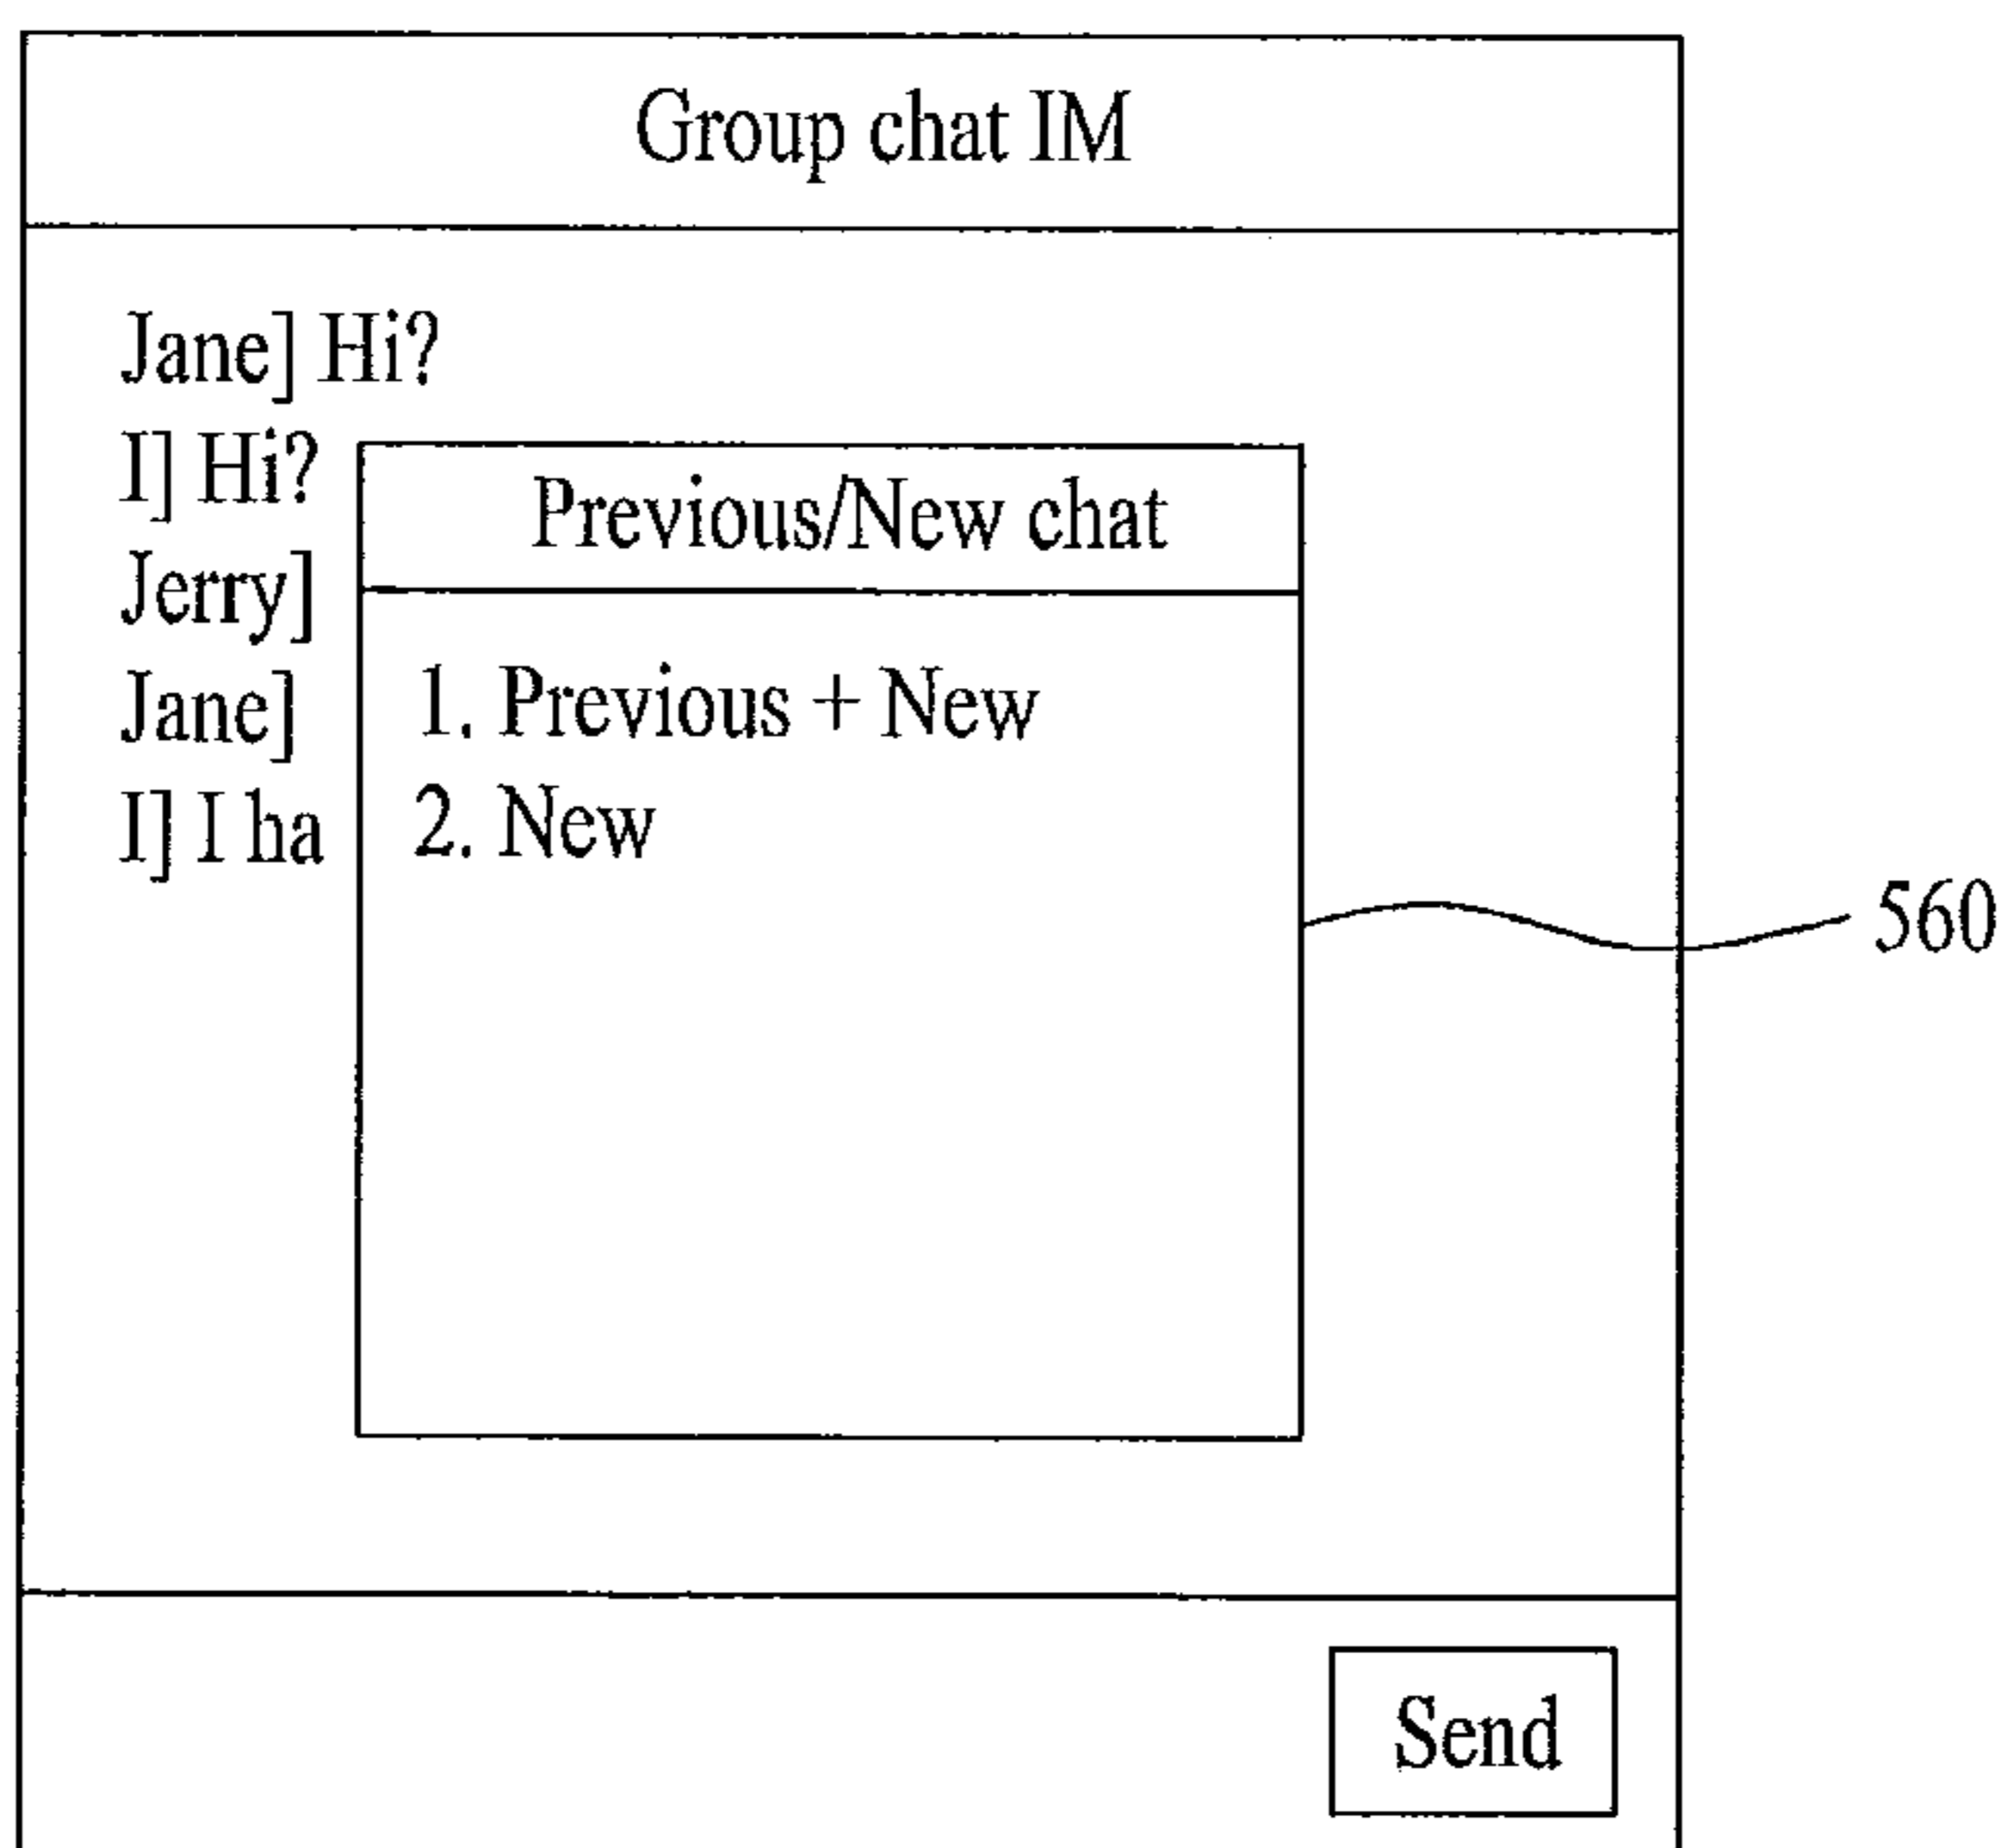 Group chat IM
Jane] Hi?
I] Hi?
Jerry]
Jane]
I] I ha
Previous/New chat
1. Previous + New
2. New
560
Send